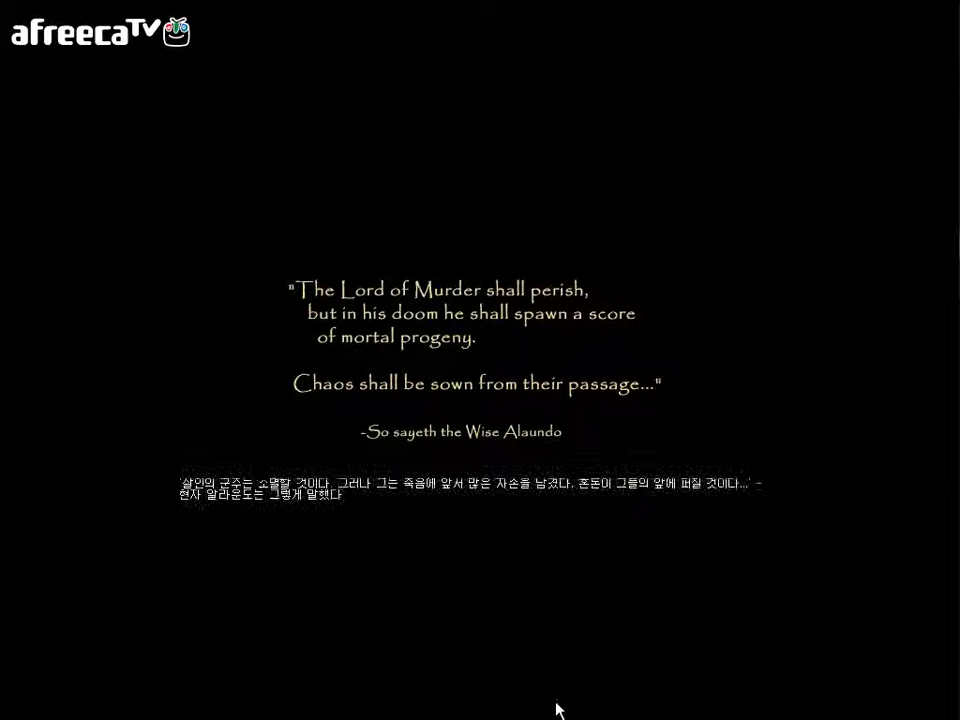 afreecaTV
"The Lord of Murder shall perish,
but in his doom he shall spawn a score
of mortal progeny.
Chaos shall be sown from their passage..."
-So sayeth the Wise Alaundo
'살인의 군주는 소멸할 것이다. 그러나 그는 죽음에 앞서 많은 자손을 남겼다. 혼돈이 그들의 앞에 퍼질 것이다...' -
현자 알라운도는 그렇게 말했다